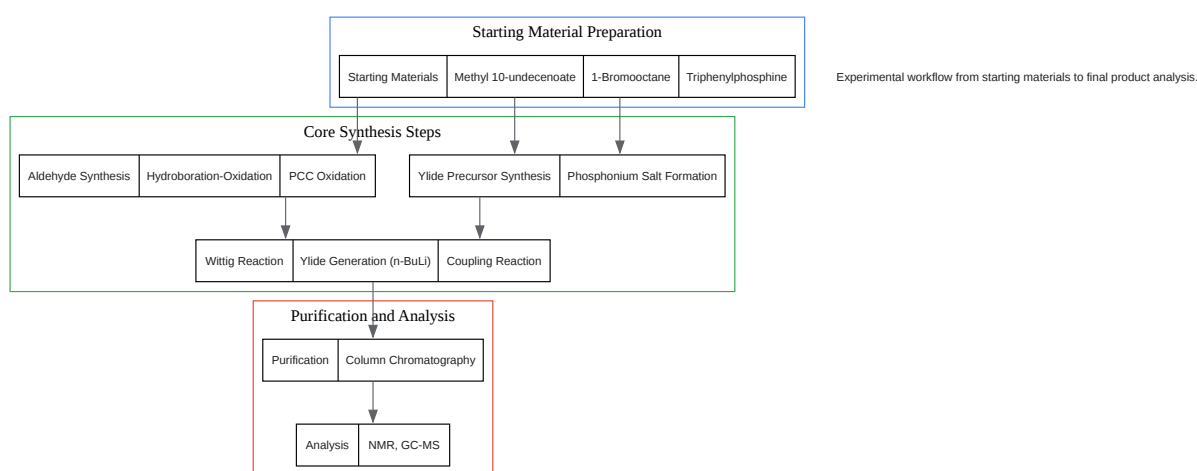 Starting Material Preparation
Starting Materials
Methyl 10-undecenoate
1-Bromooctane
Triphenylphosphine
Experimental workflow from starting materials to final product analysis.
Core Synthesis Steps
Aldehyde Synthesis
Hydroboration-Oxidation
PCC Oxidation
Ylide Precursor Synthesis
Phosphonium Salt Formation
Wittig Reaction
Ylide Generation (n-BuLi)
Coupling Reaction
Purification and Analysis
Purification
Column Chromatography
Analysis
NMR, GC-MS